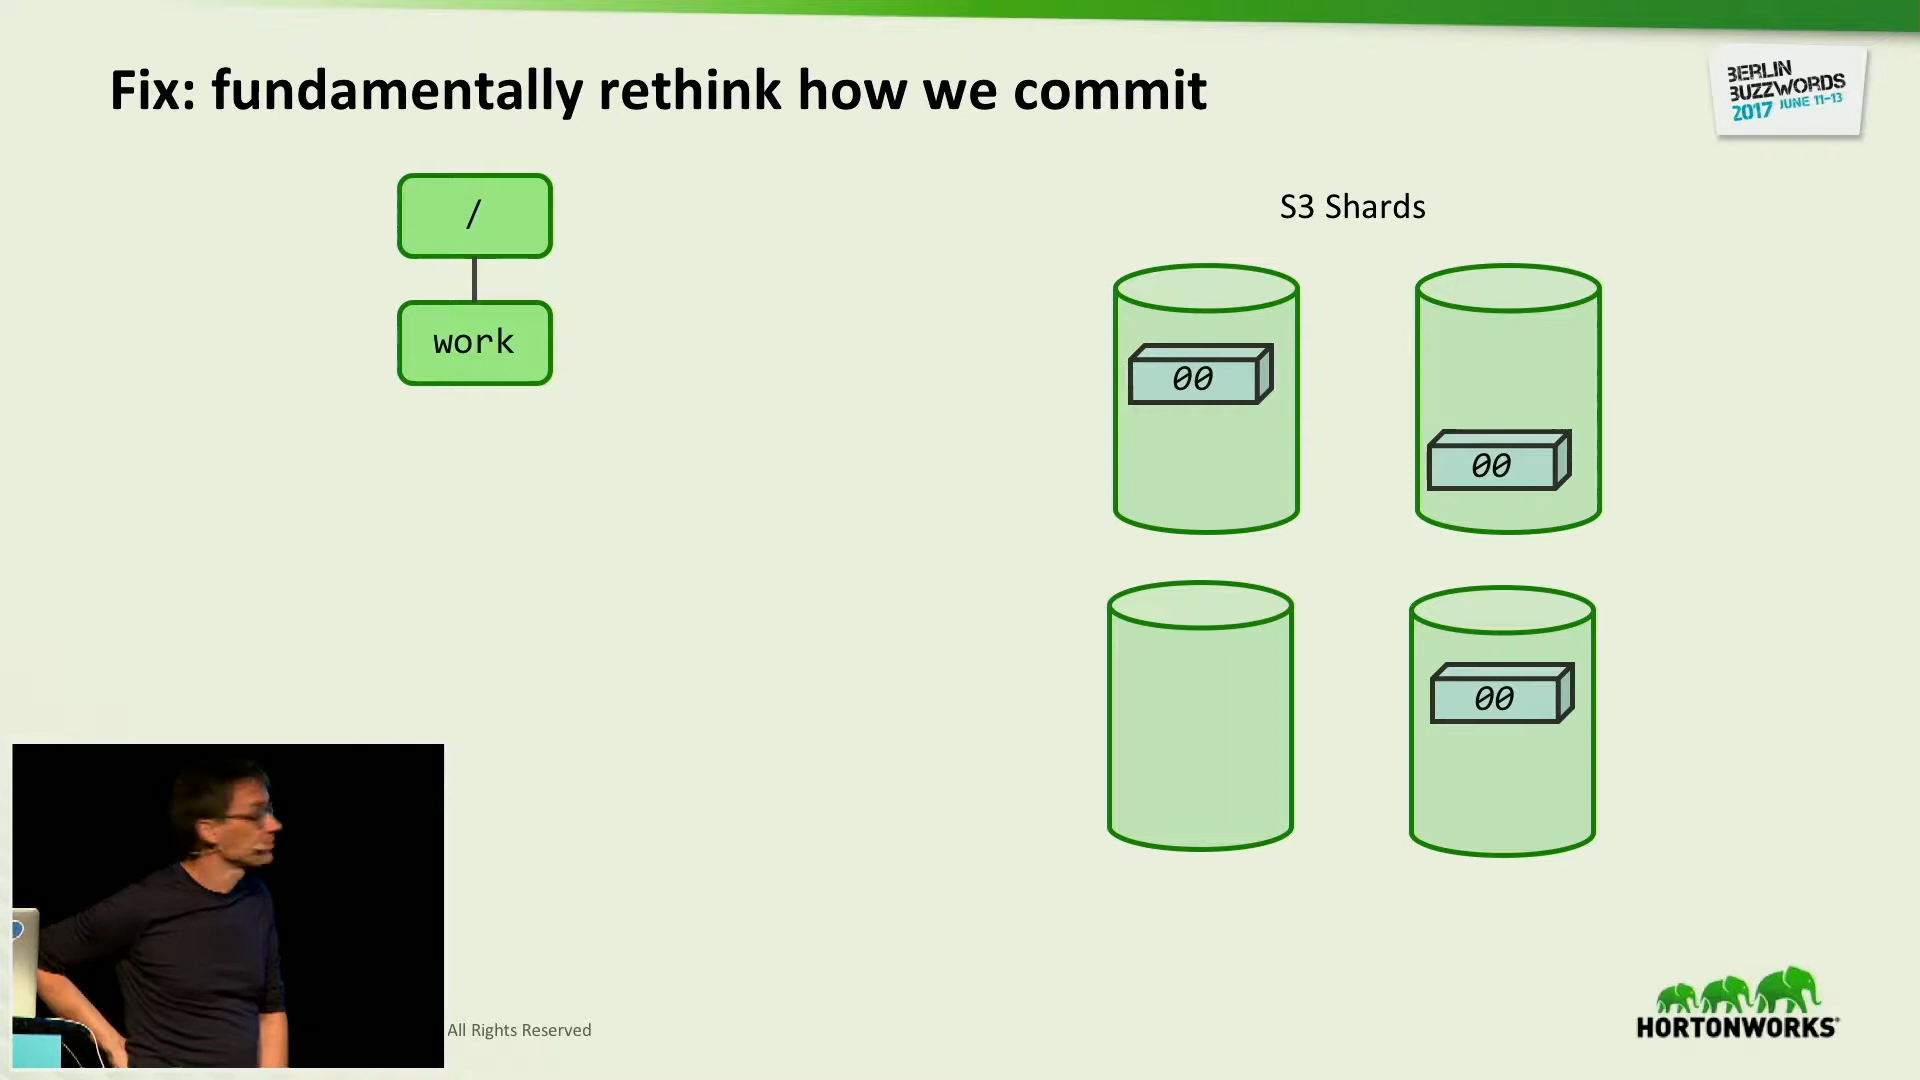 Fix: fundamentally rethink how we commit
BERLIN
BUZZWORDS
2017 JUNE 11-13
/
work
S3 Shards
00
00
00
All Rights Reserved
HORTONWORKS